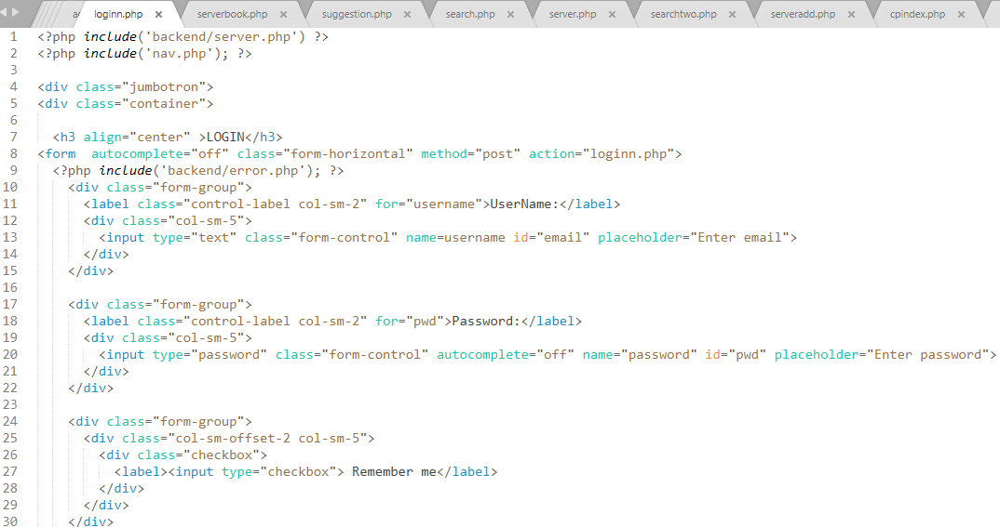 loginn.php × serverbook.php × suggestion.php × search.php × server.php × searchtwo.php × serveradd.php × cpindex.php ×
1 <?php include('backend/server.php') ?>
2 <?php include('nav.php'); ?>
3
4 <div class="jumbotron">
5 <div class="container">
6
7 <h3 align="center" >LOGIN</h3>
8 <form  autocomplete="off" class="form-horizontal" method="post" action="loginn.php">
9 <?php include('backend/error.php'); ?>
10 <div class="form-group">
11 <label class="control-label col-sm-2" for="username">UserName:</label>
12 <div class="col-sm-5">
13 <input type="text" class="form-control" name=username id="email" placeholder="Enter email">
14 </div>
15 </div>
16
17 <div class="form-group">
18 <label class="control-label col-sm-2" for="pwd">Password:</label>
19 <div class="col-sm-5">
20 <input type="password" class="form-control" autocomplete="off" name="password" id="pwd" placeholder="Enter password">
21 </div>
22 </div>
23
24 <div class="form-group">
25 <div class="col-sm-offset-2 col-sm-5">
26 <div class="checkbox">
27 <label><input type="checkbox"> Remember me</label>
28 </div>
29 </div>
30 </div>